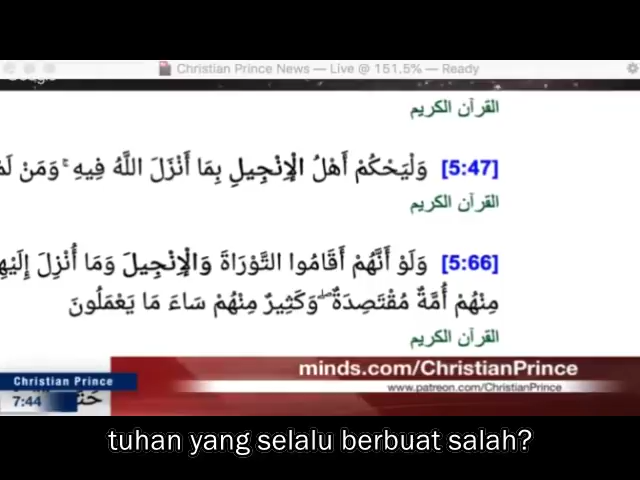 Christian Prince News — Live @ 151.5% — Ready
القرآن الكريم
[5:47] وَلْيَحْكُمْ أَهْلُ الْإِنْجِيلِ بِمَا أَنْزَلَ اللَّهُ فِيهِ ۚ وَمَنْ
القرآن الكريم
[5:66] وَلَوْ أَنَّهُمْ أَقَامُوا التَّوْرَاةَ وَالْإِنْجِيلَ وَمَا أُنْزِلَ
مِنْهُمْ أُمَّةٌ مُقْتَصِدَةٌ ۖ وَكَثِيرٌ مِنْهُمْ سَاءَ مَا يَعْمَلُونَ
القرآن الكريم
minds.com/ChristianPrince
Christian Prince
www.patreon.com/ChristianPrince
7:44
tuhan yang selalu berbuat salah?